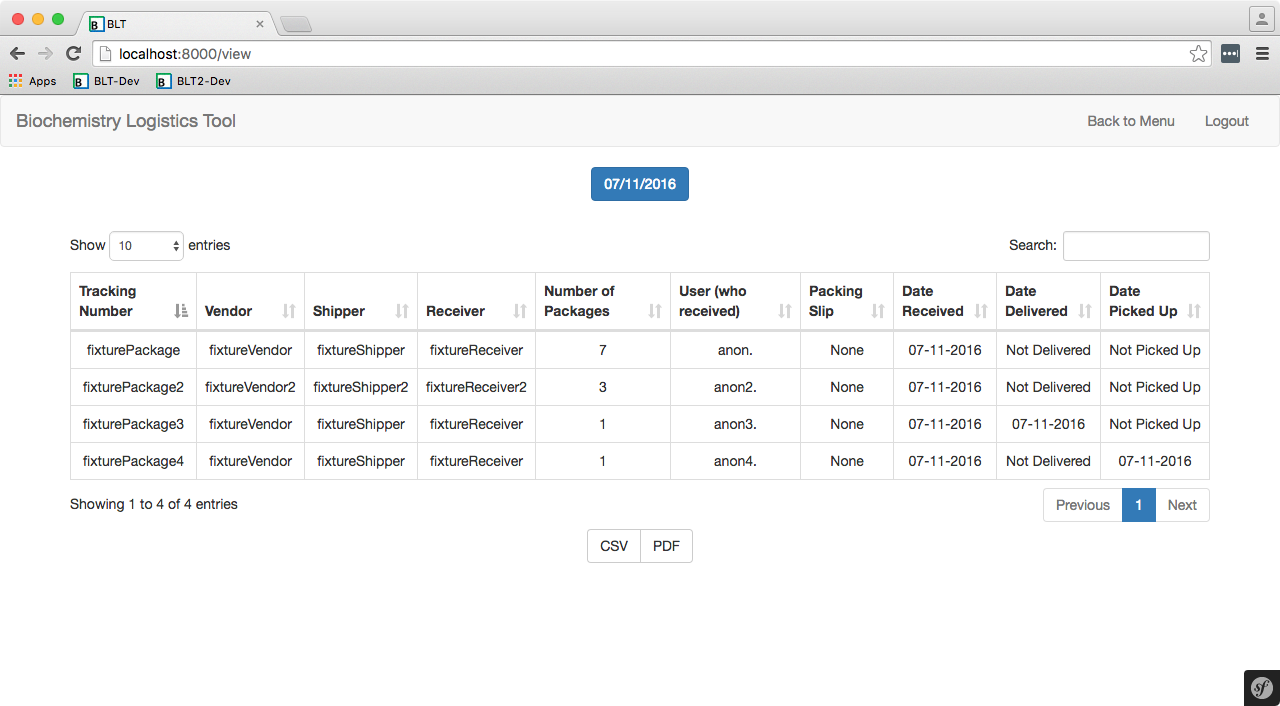 BLT
localhost:8000/view
Apps BLT-Dev BLT2-Dev
Biochemistry Logistics Tool Back to Menu Logout
07/11/2016
Show 10 entries Search:
Tracking Number Vendor Shipper Receiver Number of Packages User (who received) Packing Slip Date Received Date Delivered Date Picked Up
fixturePackage fixtureVendor fixtureShipper fixtureReceiver 7 anon. None 07-11-2016 Not Delivered Not Picked Up
fixturePackage2 fixtureVendor2 fixtureShipper2 fixtureReceiver2 3 anon2. None 07-11-2016 Not Delivered Not Picked Up
fixturePackage3 fixtureVendor fixtureShipper fixtureReceiver 1 anon3. None 07-11-2016 07-11-2016 Not Picked Up
fixturePackage4 fixtureVendor fixtureShipper fixtureReceiver 1 anon4. None 07-11-2016 Not Delivered 07-11-2016
Showing 1 to 4 of 4 entries Previous 1 Next
CSV PDF
sf